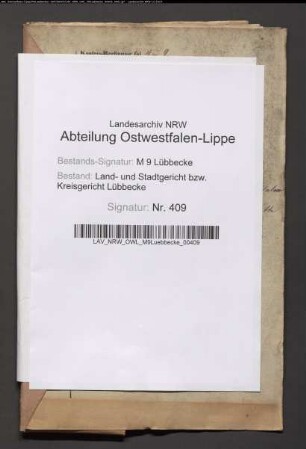 Landesarchiv NRW
Abteilung Ostwestfalen-Lippe
Bestands-Signatur: M 9 Lübbecke
Bestand: Land- und Stadtgericht bzw.
Kreisgericht Lübbecke
Signatur: Nr. 409
LAV_NRW_OWL_M9Luebbecke_00409